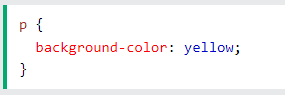 p {
  background-color: yellow;
}